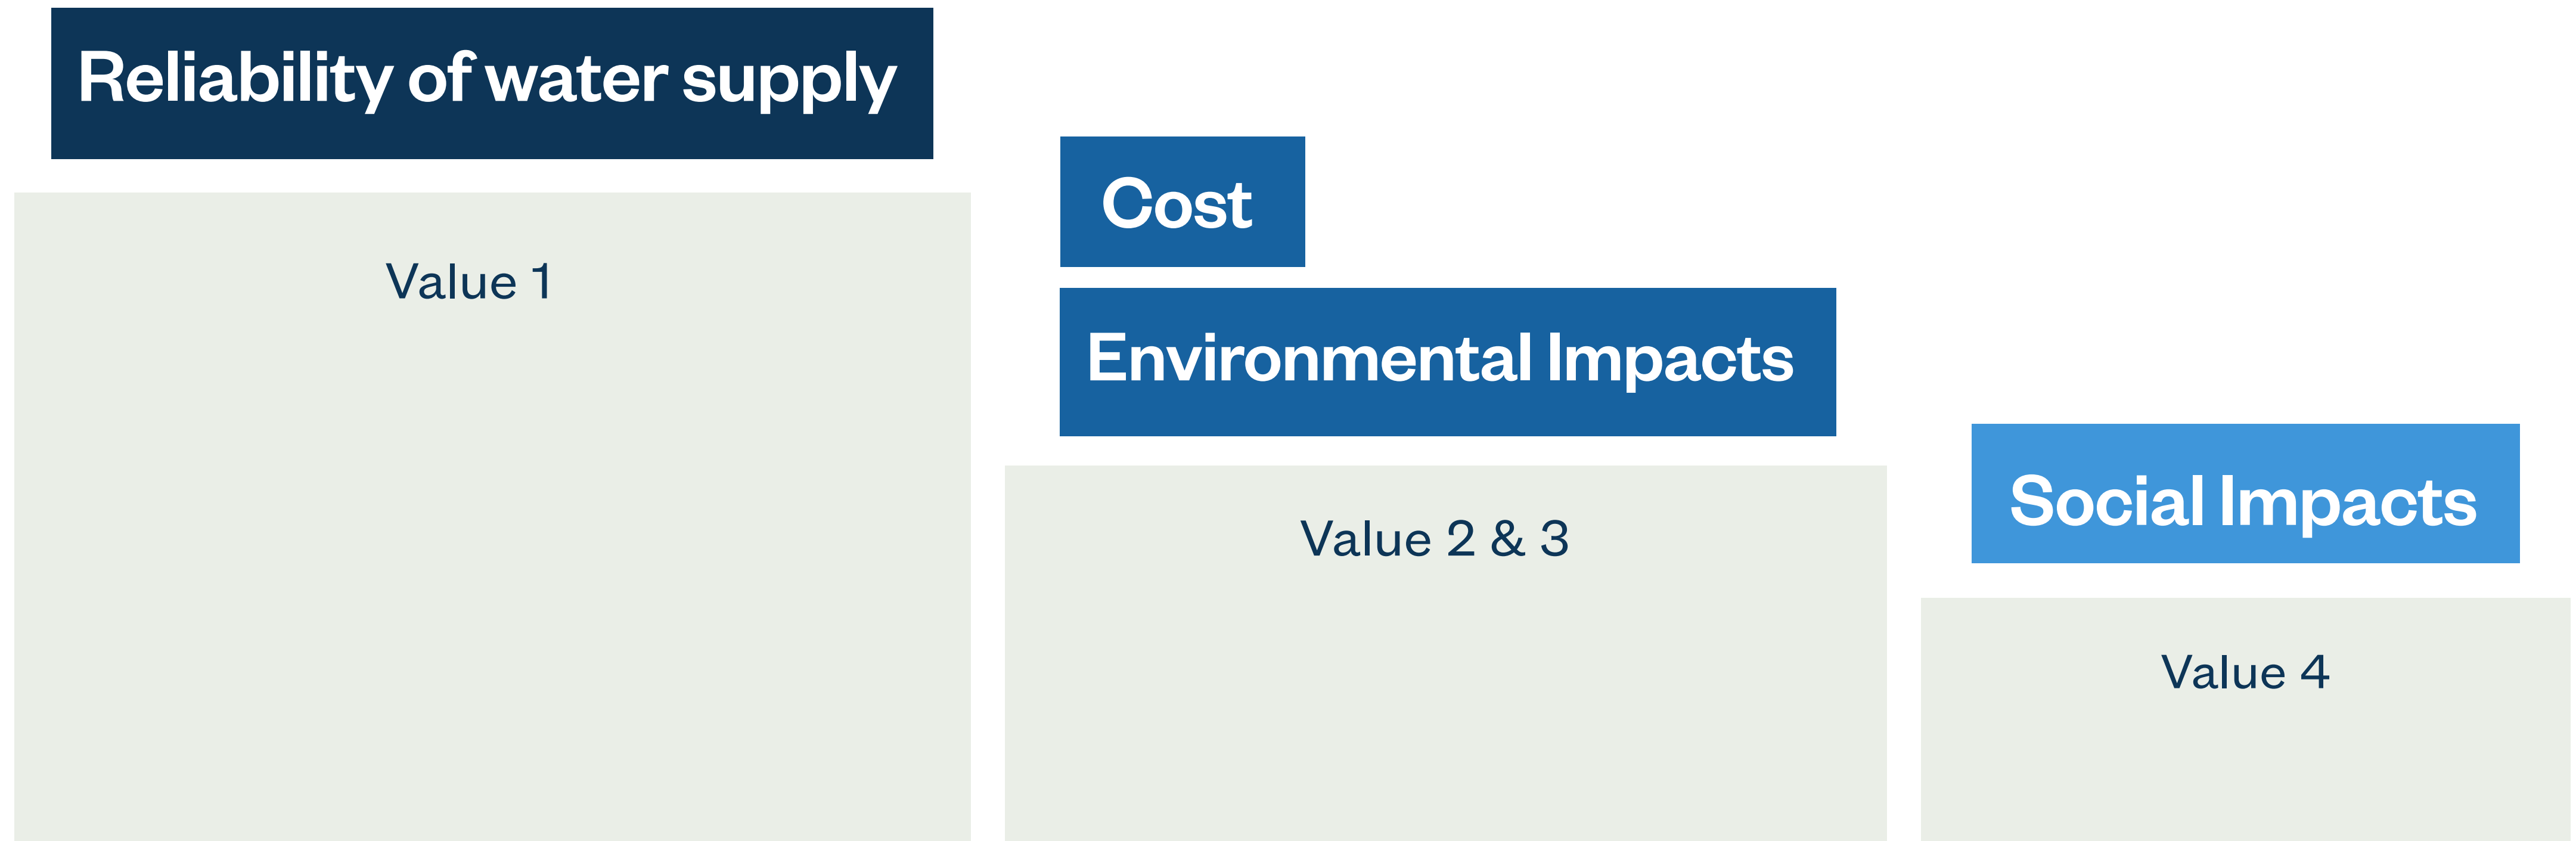 Reliability of water supply
Value 1
Cost
Environmental Impacts
Value 2 & 3
Social Impacts
Value 4